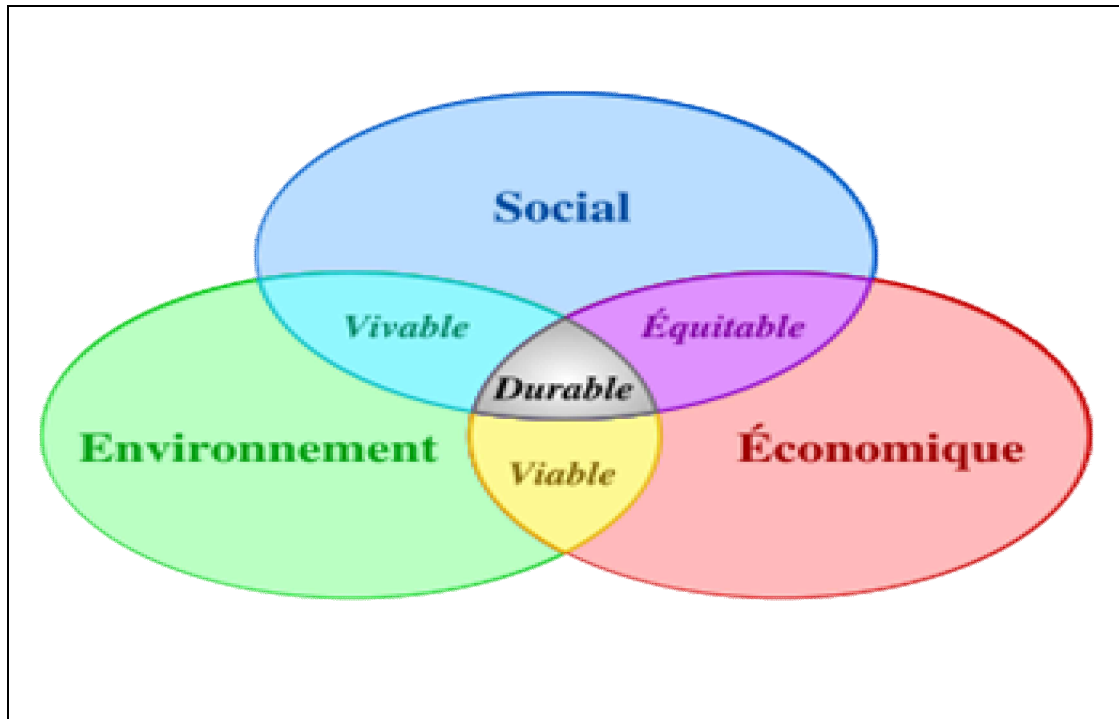 Social
Vivable
Équitable
Durable
Environnement
Économique
Viable